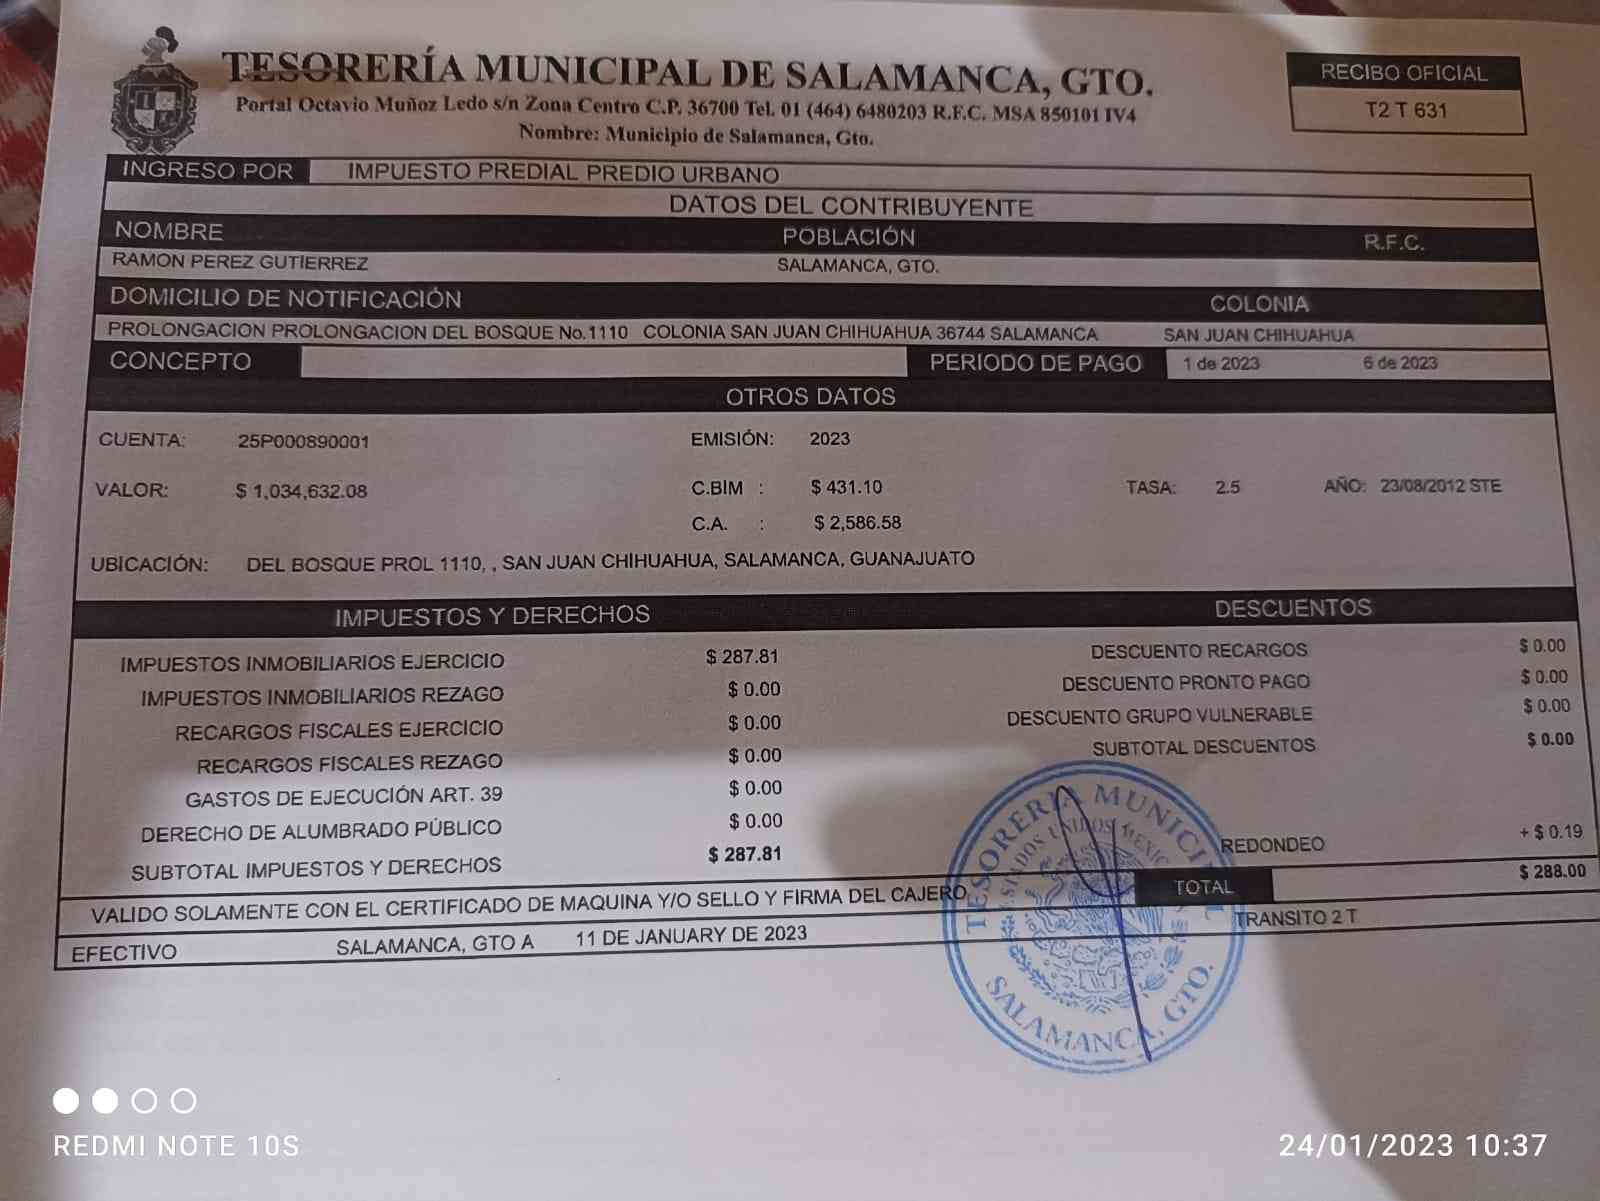 TESORERÍA MUNICIPAL DE SALAMANCA, GTO.
Portal Octavio Muñoz Ledo s/n Zona Centro C.P. 36700 Tel. 01 (464) 6480203 R.F.C. MSA 850101 IV4
Nombre: Municipio de Salamanca, Gto.
RECIBO OFICIAL
T2 T 631
INGRESO POR IMPUESTO PREDIAL PREDIO URBANO
DATOS DEL CONTRIBUYENTE
NOMBRE POBLACIÓN R.F.C.
RAMON PEREZ GUTIERREZ SALAMANCA, GTO.
DOMICILIO DE NOTIFICACIÓN COLONIA
PROLONGACION PROLONGACION DEL BOSQUE No.1110 COLONIA SAN JUAN CHIHUAHUA 36744 SALAMANCA SAN JUAN CHIHUAHUA
CONCEPTO PERIODO DE PAGO 1 de 2023 6 de 2023
OTROS DATOS
CUENTA: 25P000890001 EMISIÓN: 2023
VALOR: $ 1,034,632.08 C.BIM : $ 431.10 TASA: 2.5 AÑO: 23/08/2012 STE
C.A. : $ 2,586.58
UBICACIÓN: DEL BOSQUE PROL 1110, , SAN JUAN CHIHUAHUA, SALAMANCA, GUANAJUATO
IMPUESTOS Y DERECHOS DESCUENTOS
IMPUESTOS INMOBILIARIOS EJERCICIO $ 287.81 DESCUENTO RECARGOS $ 0.00
IMPUESTOS INMOBILIARIOS REZAGO $ 0.00 DESCUENTO PRONTO PAGO $ 0.00
RECARGOS FISCALES EJERCICIO $ 0.00 DESCUENTO GRUPO VULNERABLE $ 0.00
RECARGOS FISCALES REZAGO $ 0.00 SUBTOTAL DESCUENTOS $ 0.00
GASTOS DE EJECUCIÓN ART. 39 $ 0.00
DERECHO DE ALUMBRADO PÚBLICO $ 0.00 REDONDEO + $ 0.19
SUBTOTAL IMPUESTOS Y DERECHOS $ 287.81 TOTAL $ 288.00
VALIDO SOLAMENTE CON EL CERTIFICADO DE MAQUINA Y/O SELLO Y FIRMA DEL CAJERO TRANSITO 2 T
EFECTIVO SALAMANCA, GTO A 11 DE JANUARY DE 2023
TESORERIA MUNICIPAL
ESTADOS UNIDOS MEXICANOS
SALAMANCA, GTO.
REDMI NOTE 10S
24/01/2023 10:37